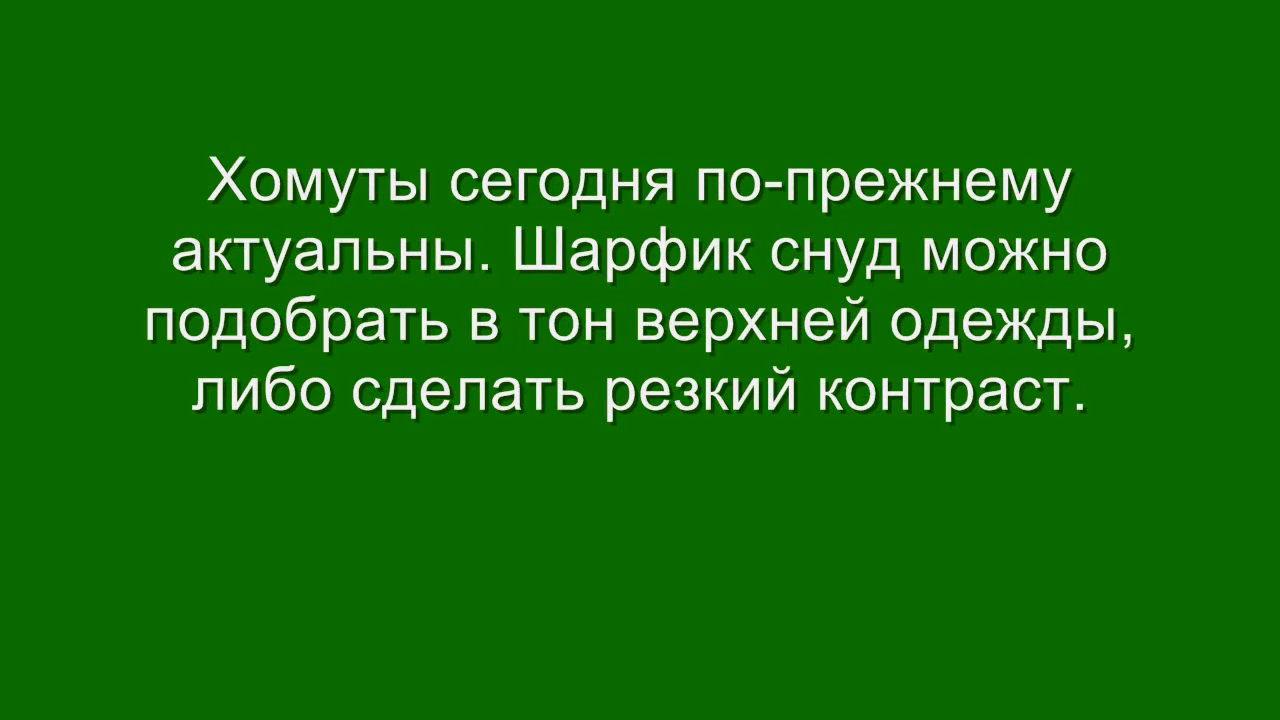 Хомуты сегодня по-прежнему
актуальны. Шарфик снуд можно
подобрать в тон верхней одежды,
либо сделать резкий контраст.